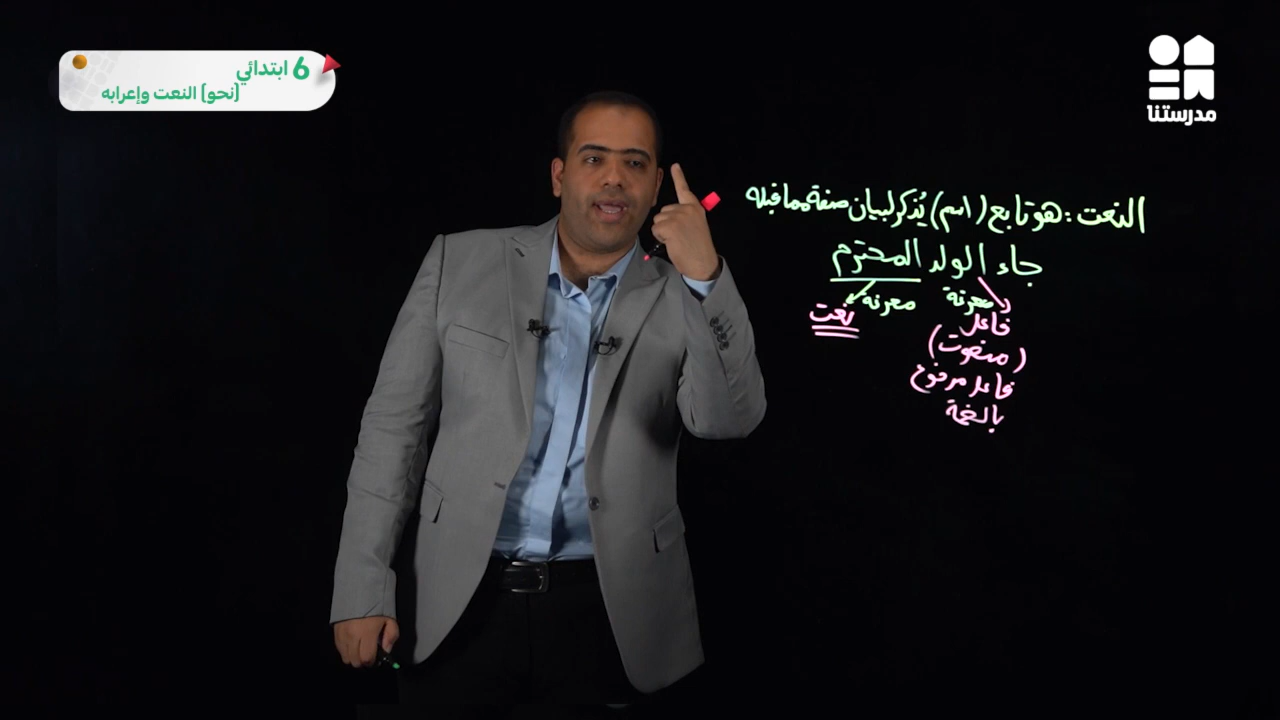 6 ابتدائي
(نحو) النعت وإعرابه
مدرستنا
النعت : هو تابع (اسم) يُذكر لبيان صفة مما قبله
جاء الولد المحترم
معرفة معرفة
فاعل نعت
(منعوت)
فاعل مرفوع
بالضمة